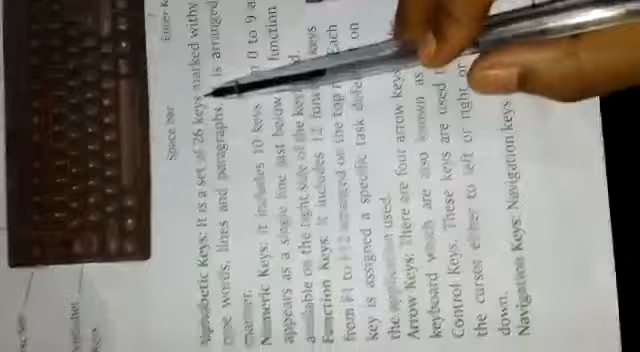 Enter K
Space bar
Alphabetic Keys: It is a set of 26 keys marked with
words, lines and paragraphs. is arranged
manner.
Numeric Keys: It includes 10 keys 0 to 9 a
appears as a single line just below function
available on the right side of the key
Function Keys: It includes 12 keys
from F1 to F12 arranged on the top Each
key is assigned a specific task on
the application used.
Arrow Keys: There are four arrow keys
keyboard which are also known as
Control Keys. These keys are used
the cursor either to left or right or
down.
Navigation Keys: Navigation keys